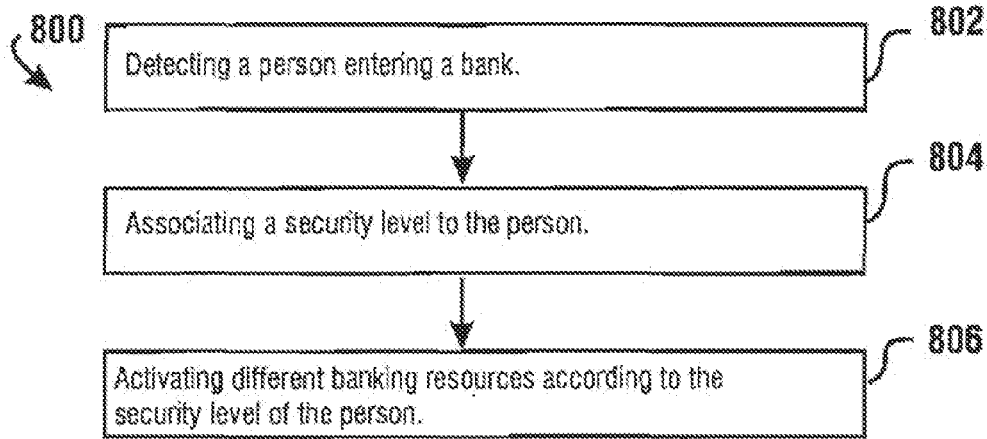 800
802
Detecting a person entering a bank.
804
Associating a security level to the person.
806
Activating different banking resources according to the
security level of the person.